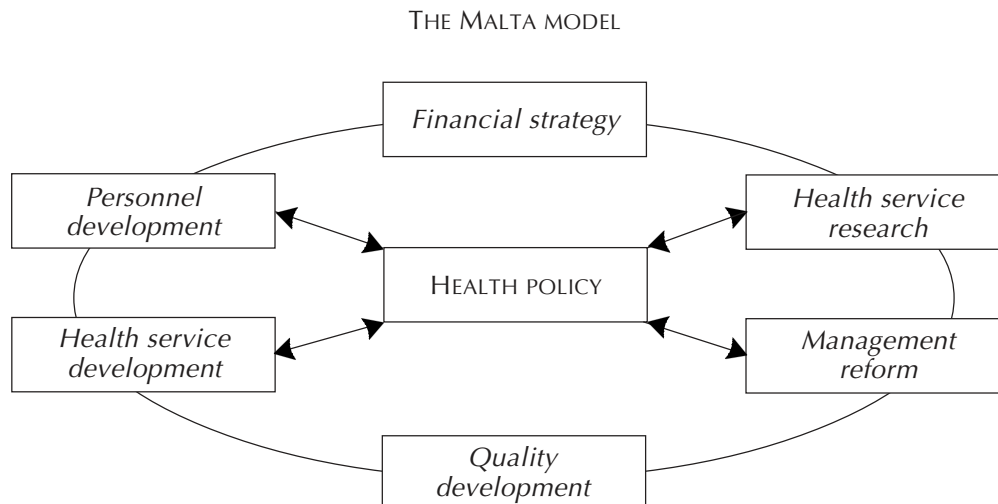 THE MALTA MODEL
Financial strategy
Personnel
development
Health service
research
HEALTH POLICY
Health service
development
Management
reform
Quality
development